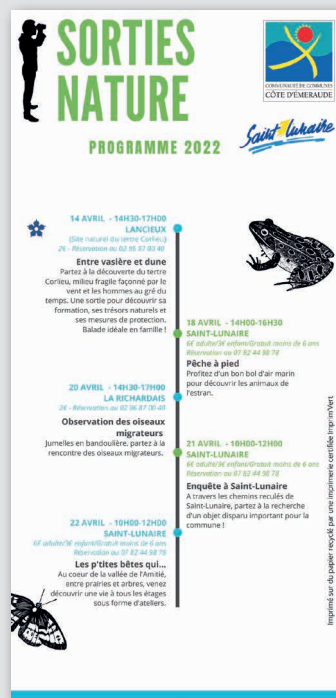 SORTIES
NATURE
PROGRAMME 2022
COMMUNAUTÉ DE COMMUNES
CÔTE D'ÉMERAUDE
Saint Lunaire
14 AVRIL - 14H30-17H00
LANCIEUX
(Site naturel du tertre Corlieu)
2€ - Réservation au 02 96 87 00 40
Entre vasière et dune
Partez à la découverte du tertre
Corlieu, milieu fragile façonné par le
vent et les hommes au gré du
temps. Une sortie pour découvrir sa
formation, ses trésors naturels et
ses mesures de protection.
Balade idéale en famille !
18 AVRIL - 14H00-16H30
SAINT-LUNAIRE
6€ adulte/3€ enfant/Gratuit moins de 6 ans
Réservation au 07 82 44 98 78
Pêche à pied
Profitez d'un bon bol d'air marin
pour découvrir les animaux de
l'estran.
20 AVRIL - 14H30-17H00
LA RICHARDAIS
2€ - Réservation au 02 96 87 00 40
Observation des oiseaux
migrateurs
Jumelles en bandoulière, partez à la
rencontre des oiseaux migrateurs.
21 AVRIL - 10H00-12H00
SAINT-LUNAIRE
6€ adulte/3€ enfant/Gratuit moins de 6 ans
Réservation au 07 82 44 98 78
Enquête à Saint-Lunaire
A travers les chemins reculés de
Saint-Lunaire, partez à la recherche
d'un objet disparu important pour la
commune !
22 AVRIL - 10H00-12H00
SAINT-LUNAIRE
6€ adulte/3€ enfant/Gratuit moins de 6 ans
Réservation au 07 82 44 98 78
Les p'tites bêtes qui...
Au coeur de la vallée de l'Amitié,
entre prairies et arbres, venez
découvrir une vie à tous les étages
sous forme d'ateliers.
Imprimé sur du papier recyclé par une imprimerie certifiée Imprim'Vert